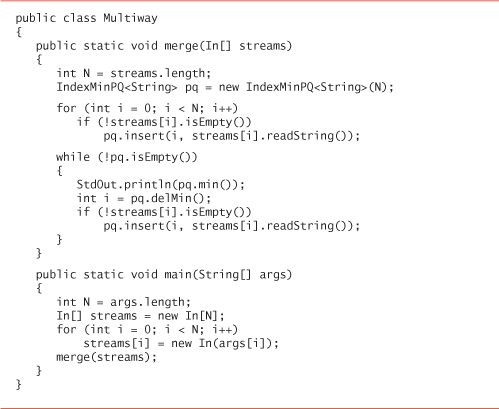 public class Multiway
{
   public static void merge(In[] streams)
   {
      int N = streams.length;
      IndexMinPQ<String> pq = new IndexMinPQ<String>(N);
      for (int i = 0; i < N; i++)
         if (!streams[i].isEmpty())
             pq.insert(i, streams[i].readString());
      while (!pq.isEmpty())
      {
         StdOut.println(pq.min());
         int i = pq.delMin();
         if (!streams[i].isEmpty())
             pq.insert(i, streams[i].readString());
      }
   }
   public static void main(String[] args)
   {
      int N = args.length;
      In[] streams = new In[N];
      for (int i = 0; i < N; i++)
          streams[i] = new In(args[i]);
      merge(streams);
   }
}